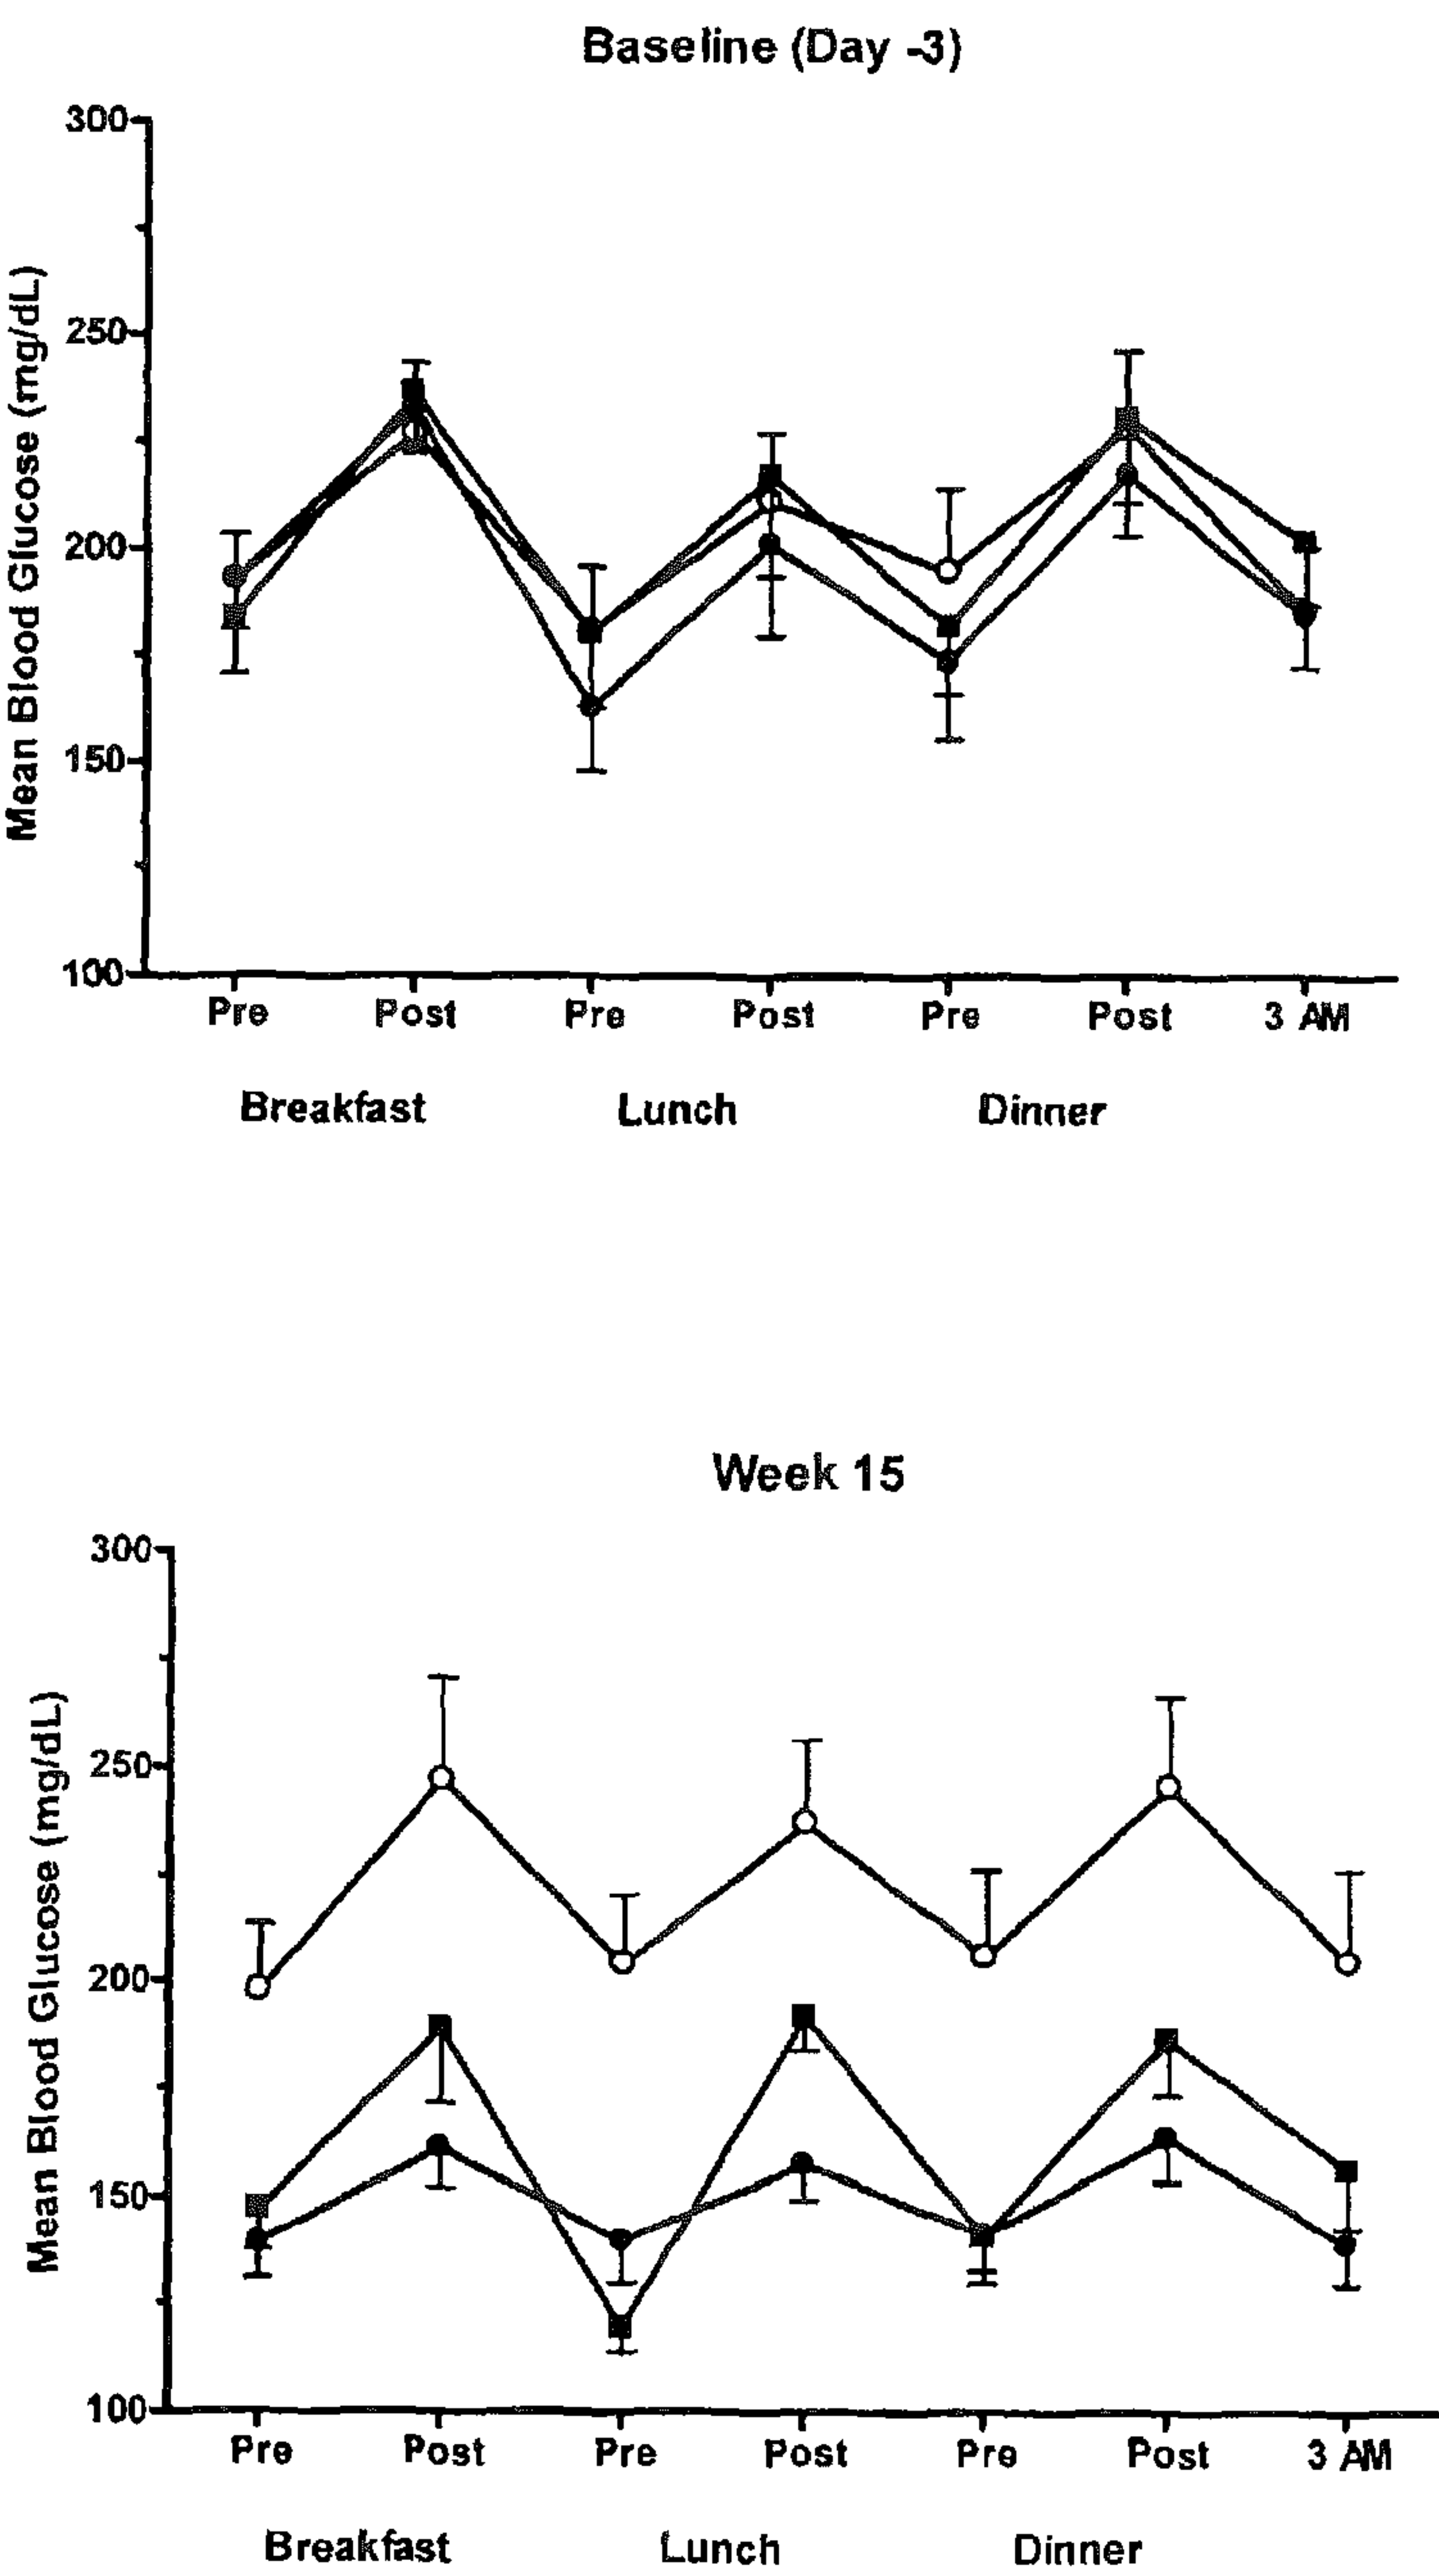 Baseline (Day -3)
Mean Blood Glucose (mg/dL)
300
250
200
150
100
Pre Post Pre Post Pre Post 3 AM
Breakfast Lunch Dinner
Week 15
Mean Blood Glucose (mg/dL)
300
250
200
150
100
Pre Post Pre Post Pre Post 3 AM
Breakfast Lunch Dinner